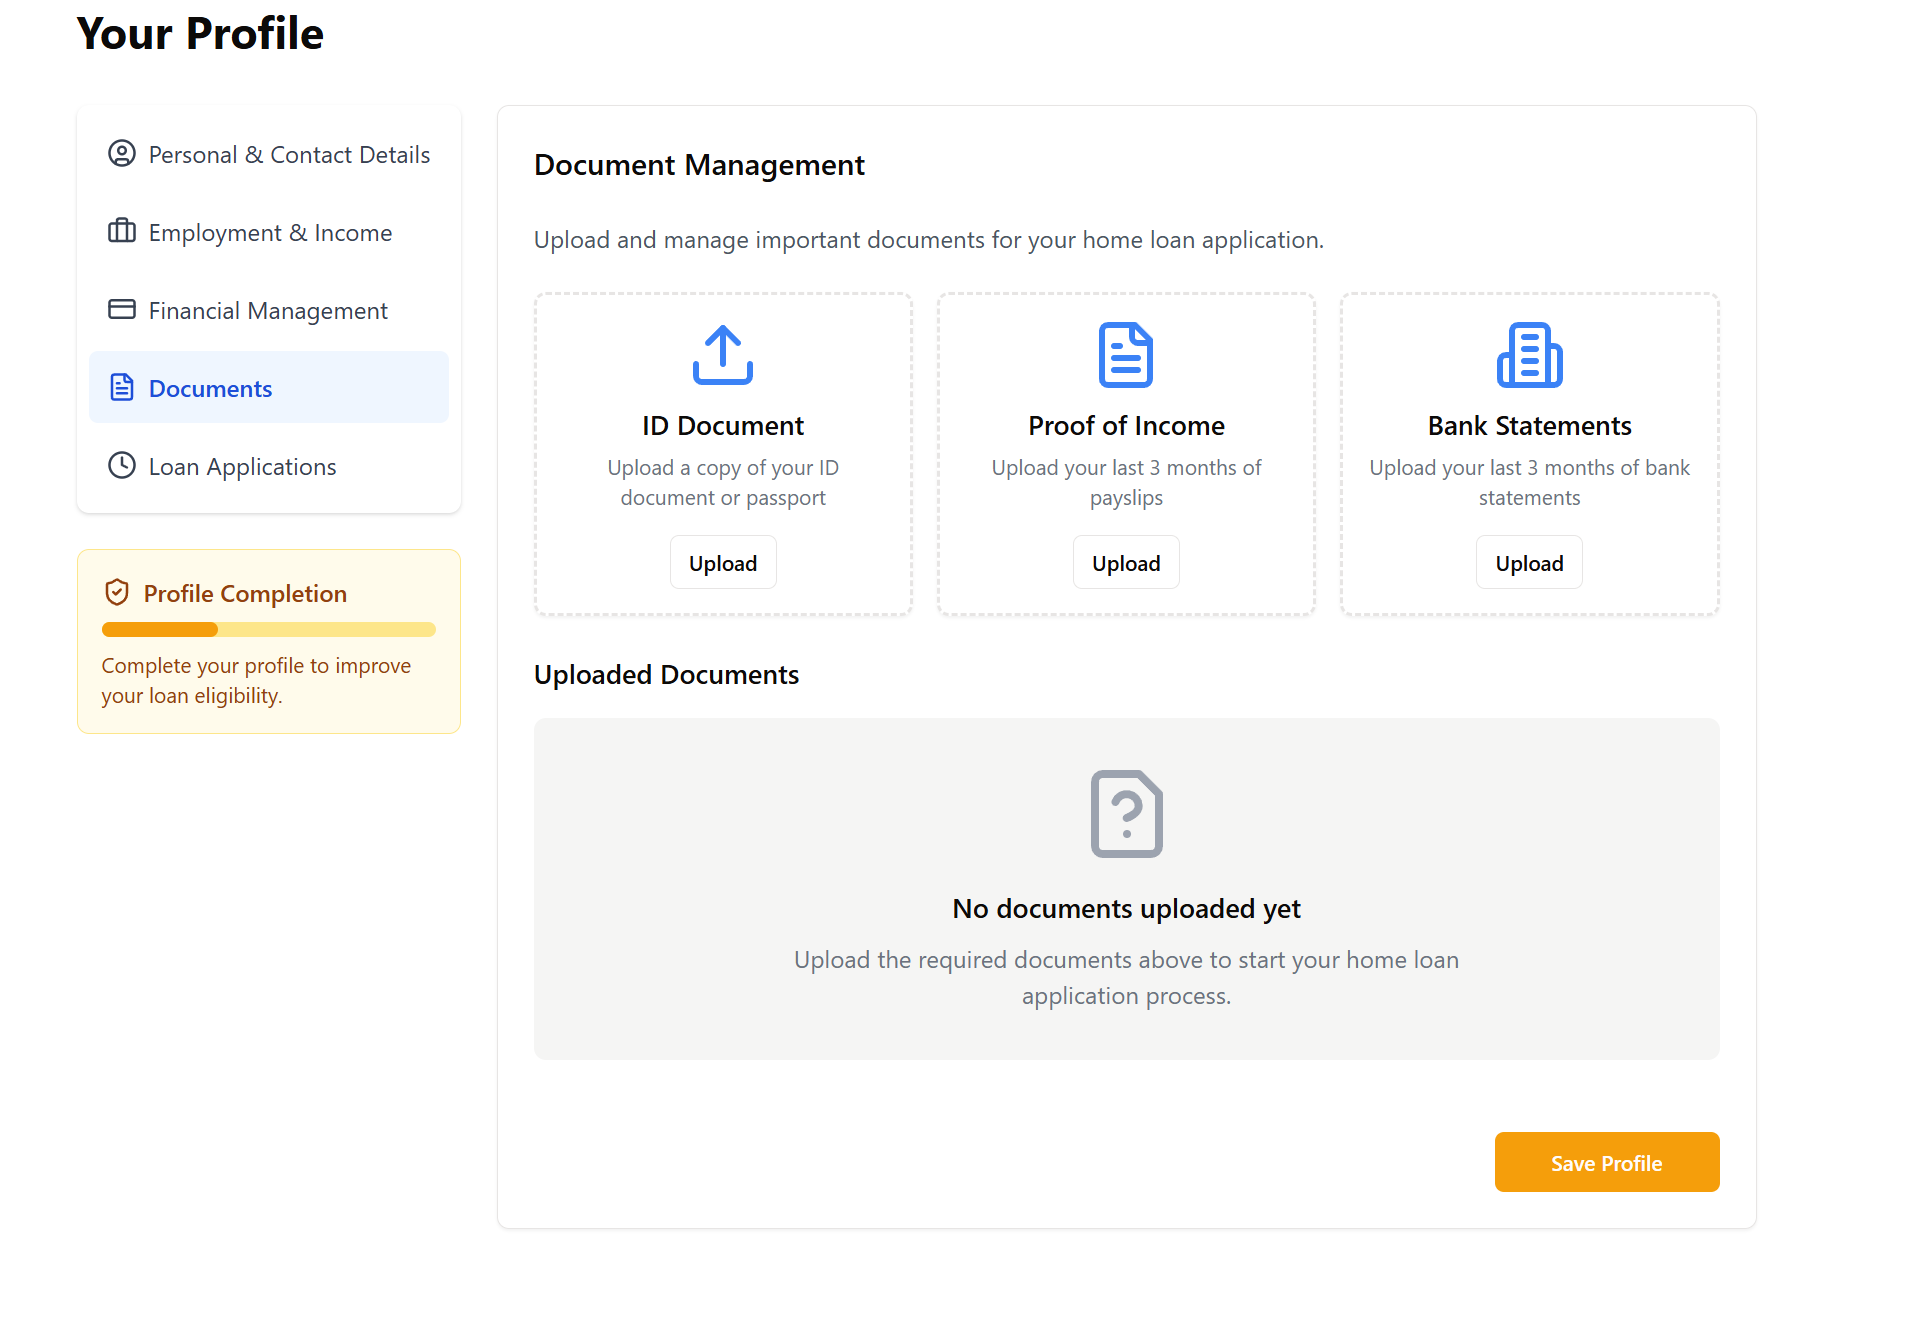 Your Profile
Personal & Contact Details
Employment & Income
Financial Management
Documents
Loan Applications
Profile Completion
Complete your profile to improve
your loan eligibility.
Document Management
Upload and manage important documents for your home loan application.
ID Document
Upload a copy of your ID
document or passport
Upload
Proof of Income
Upload your last 3 months of
payslips
Upload
Bank Statements
Upload your last 3 months of bank
statements
Upload
Uploaded Documents
No documents uploaded yet
Upload the required documents above to start your home loan
application process.
Save Profile